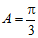 A = π/3